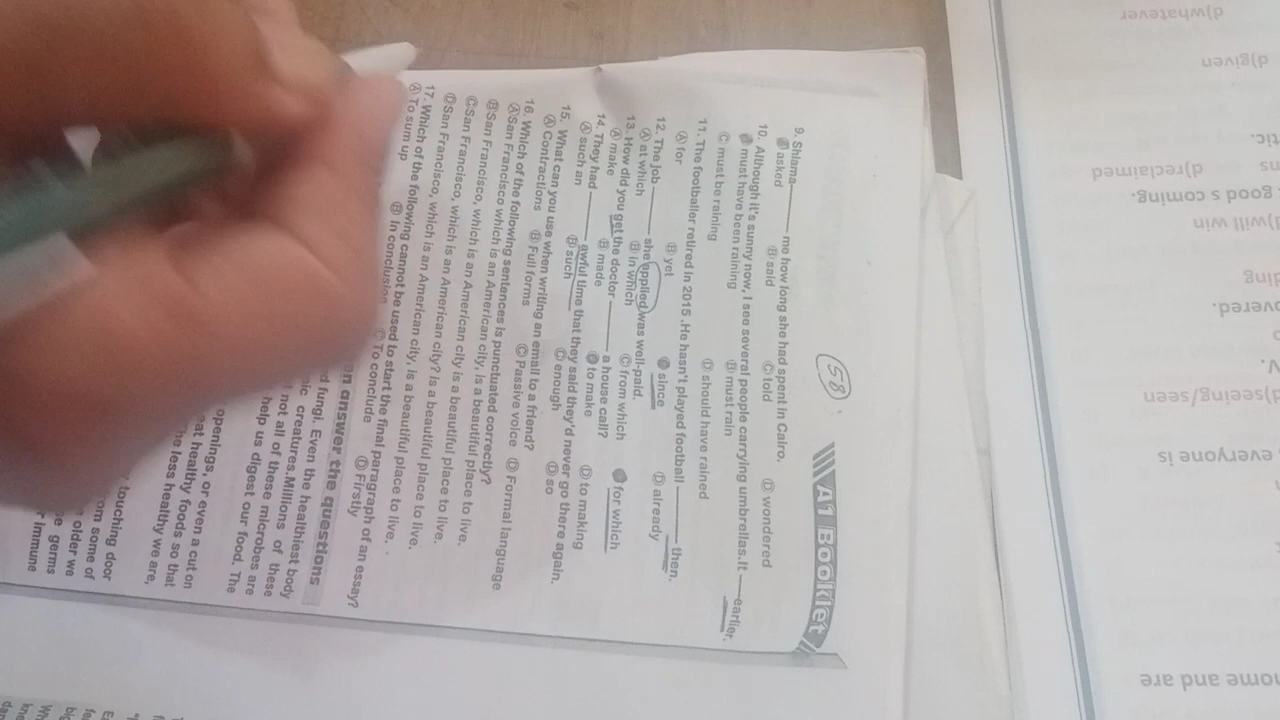 58
A1 Booklet
9. Shiama——— me how long she had spent in Cairo.
Ⓐ asked Ⓑ said Ⓒ told Ⓓ wondered
10. Although it's sunny now, I see several people carrying umbrellas.It ——earlier.
Ⓐ must have been raining Ⓑ must rain
Ⓒ must be raining Ⓓ should have rained
11. The footballer retired in 2015 .He hasn't played football ——— then.
Ⓐ for Ⓑ yet Ⓒ since Ⓓ already
12. The job ——— she applied was well-paid.
Ⓐ at which Ⓑ in which Ⓒ from which Ⓓ for which
13. How did you get the doctor ——— a house call?
Ⓐ make Ⓑ made Ⓒ to make Ⓓ to making
14. They had ——— awful time that they said they'd never go there again.
Ⓐ such an Ⓑ such Ⓒ enough Ⓓ so
15. What can you use when writing an email to a friend?
Ⓐ Contractions Ⓑ Full forms Ⓒ Passive voice Ⓓ Formal language
16. Which of the following sentences is punctuated correctly?
Ⓐ San Francisco which is an American city, is a beautiful place to live.
Ⓑ San Francisco, which is an American city is a beautiful place to live.
Ⓒ San Francisco, which is an American city? is a beautiful place to live.
Ⓓ San Francisco, which is an American city, is a beautiful place to live.
17. Which of the following cannot be used to start the final paragraph of an essay?
Ⓐ To sum up Ⓑ In conclusion Ⓒ To conclude Ⓓ Firstly
answer the questions
fungi. Even the healthiest body
creatures.Millions of these
not all of these microbes are
help us digest our food. The
openings, or even a cut on
eat healthy foods so that
the less healthy we are,
touching door
from some of
older we
germs
immune
d)whatever
d)given
tic.
d)reclaimed
good s coming.
will win
everyone is
d)seeing/seen
home and are